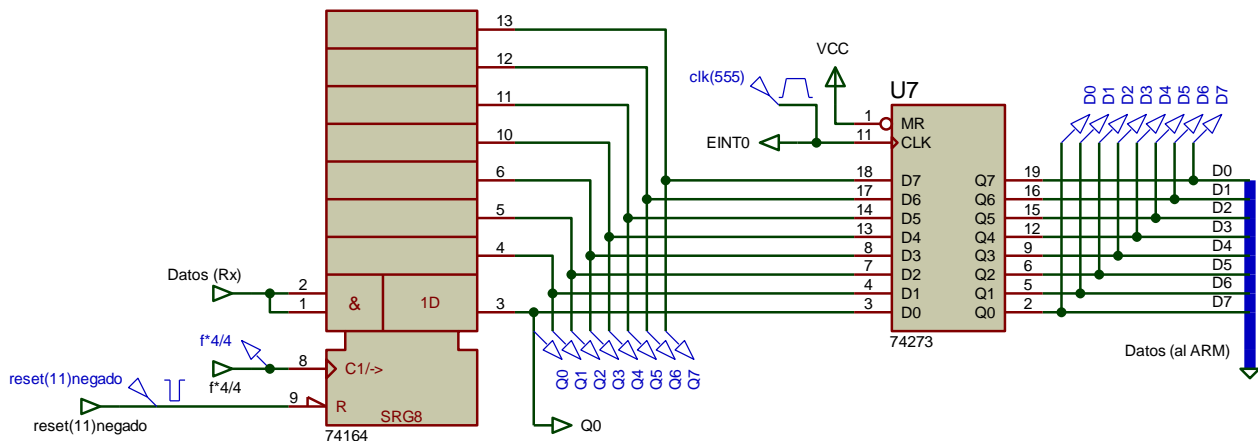 13
12
11
10
6
5
4
3
Datos (Rx)
2
1
&
1D
f*4/4
8
C1/->
f*4/4
reset(11)negado
9
R
SRG8
reset(11)negado
74164
Q0
Q1
Q2
Q3
Q4
Q5
Q6
Q7
Q0
clk(555)
VCC
EINT0
U7
1
MR
11
CLK
18 D7 Q7 19
17 D6 Q6 16
14 D5 Q5 15
13 D4 Q4 12
8 D3 Q3 9
7 D2 Q2 6
4 D1 Q1 5
3 D0 Q0 2
74273
D0
D1
D2
D3
D4
D5
D6
D7
D0
D1
D2
D3
D4
D5
D6
D7
Datos (al ARM)